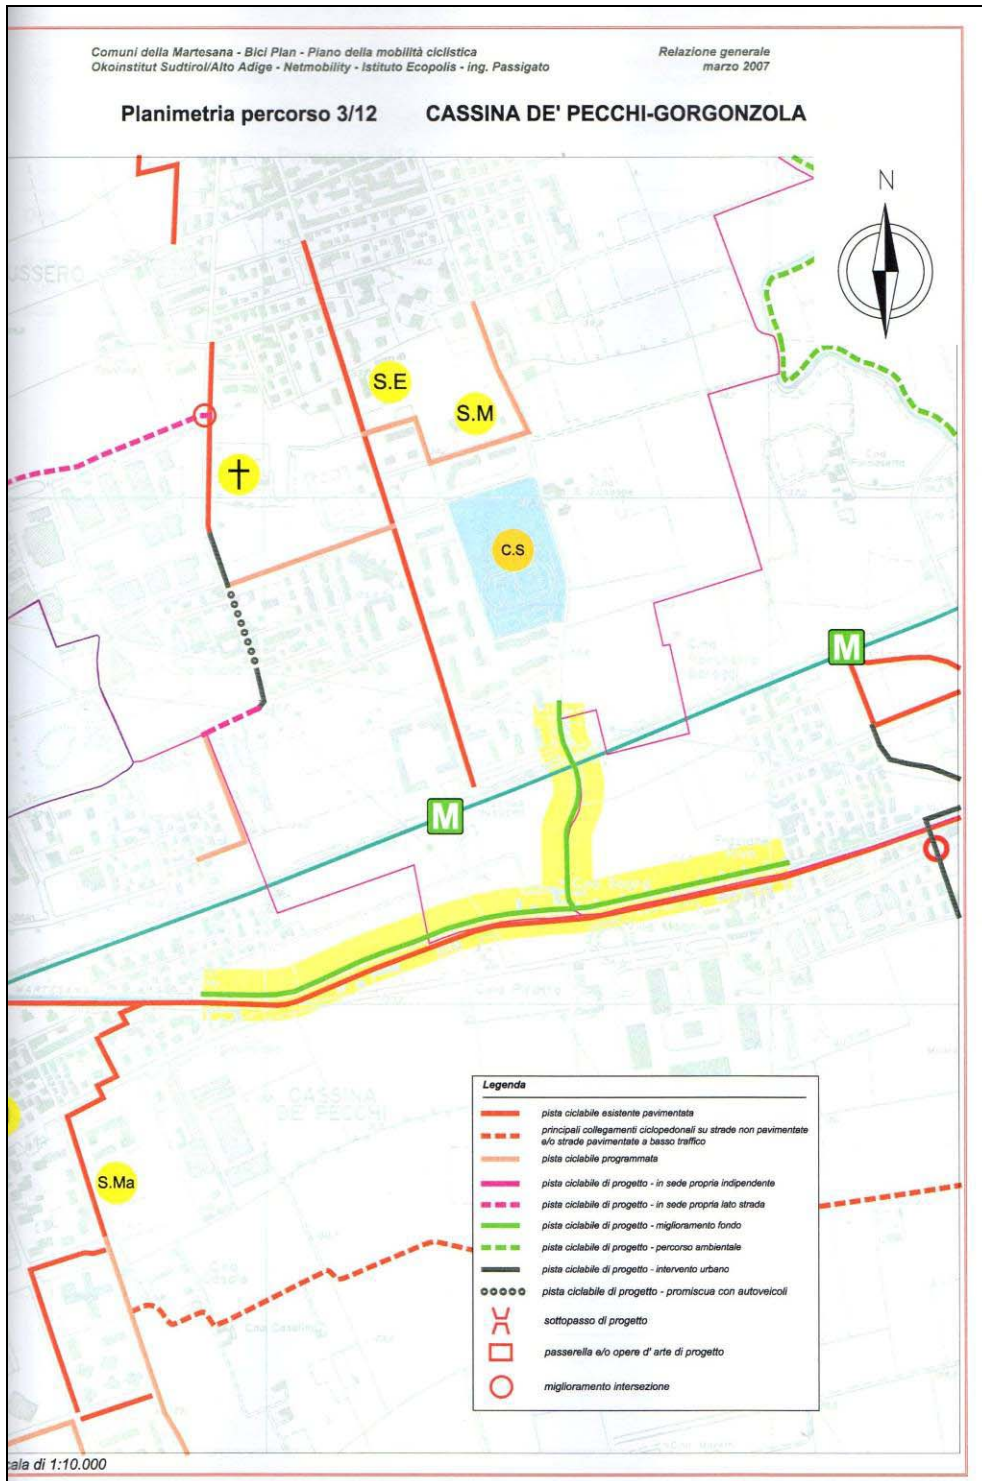 Comuni della Martesana - Bici Plan - Piano della mobilità ciclistica
Okoinstitut Sudtirol/Alto Adige - Netmobility - Istituto Ecopolis - ing. Passigato
Relazione generale
marzo 2007
Planimetria percorso 3/12 CASSINA DE' PECCHI-GORGONZOLA
N
USSERO
S.E
S.M
C.S
M
M
CASSINA
DE' PECCHI
S.Ma
Legenda
pista ciclabile esistente pavimentata
principali collegamenti ciclopedonali su strade non pavimentate
e/o strade pavimentate a basso traffico
pista ciclabile programmata
pista ciclabile di progetto - in sede propria indipendente
pista ciclabile di progetto - in sede propria lato strada
pista ciclabile di progetto - miglioramento fondo
pista ciclabile di progetto - percorso ambientale
pista ciclabile di progetto - intervento urbano
pista ciclabile di progetto - promiscua con autoveicoli
sottopasso di progetto
passerella e/o opere d' arte di progetto
miglioramento intersezione
cala di 1:10.000